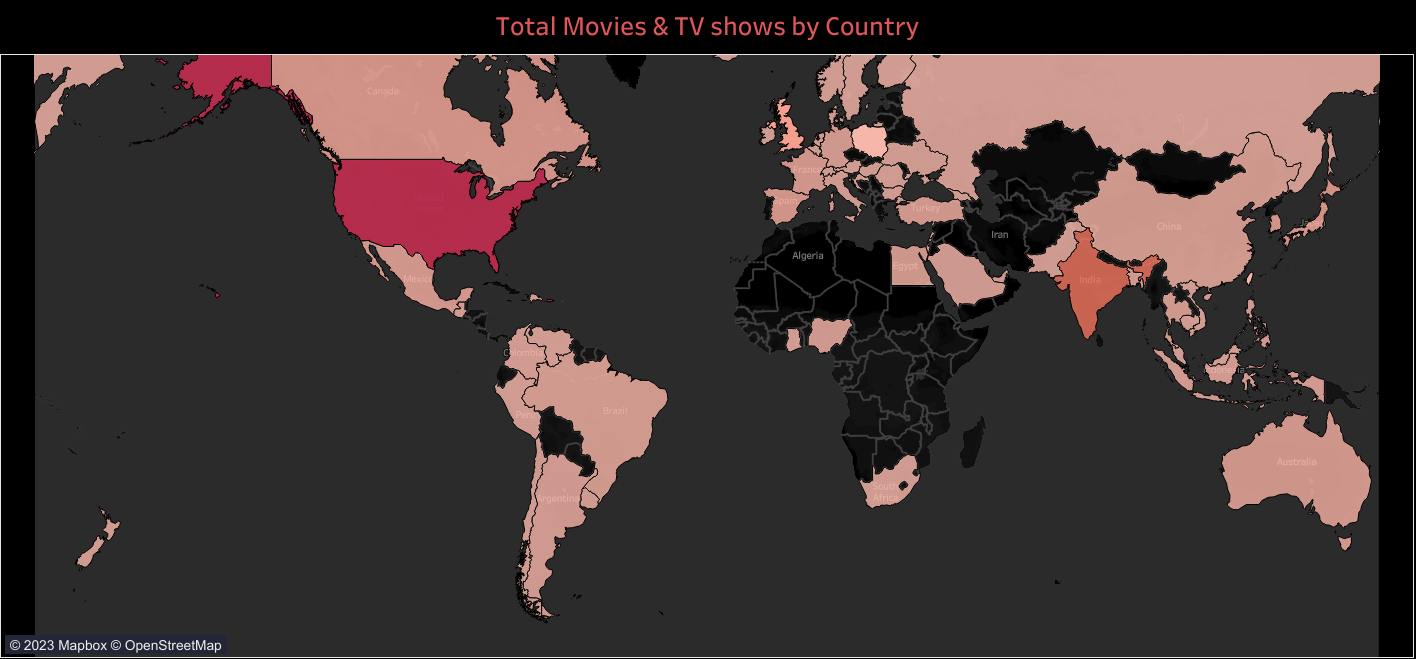 Total Movies & TV shows by Country
Canada
France
Spain
Turkey
Iran
China
Algeria
Egypt
India
Mexico
Colombia
Indonesia
Brazil
Peru
Australia
South
Africa
Argentina
© 2023 Mapbox © OpenStreetMap